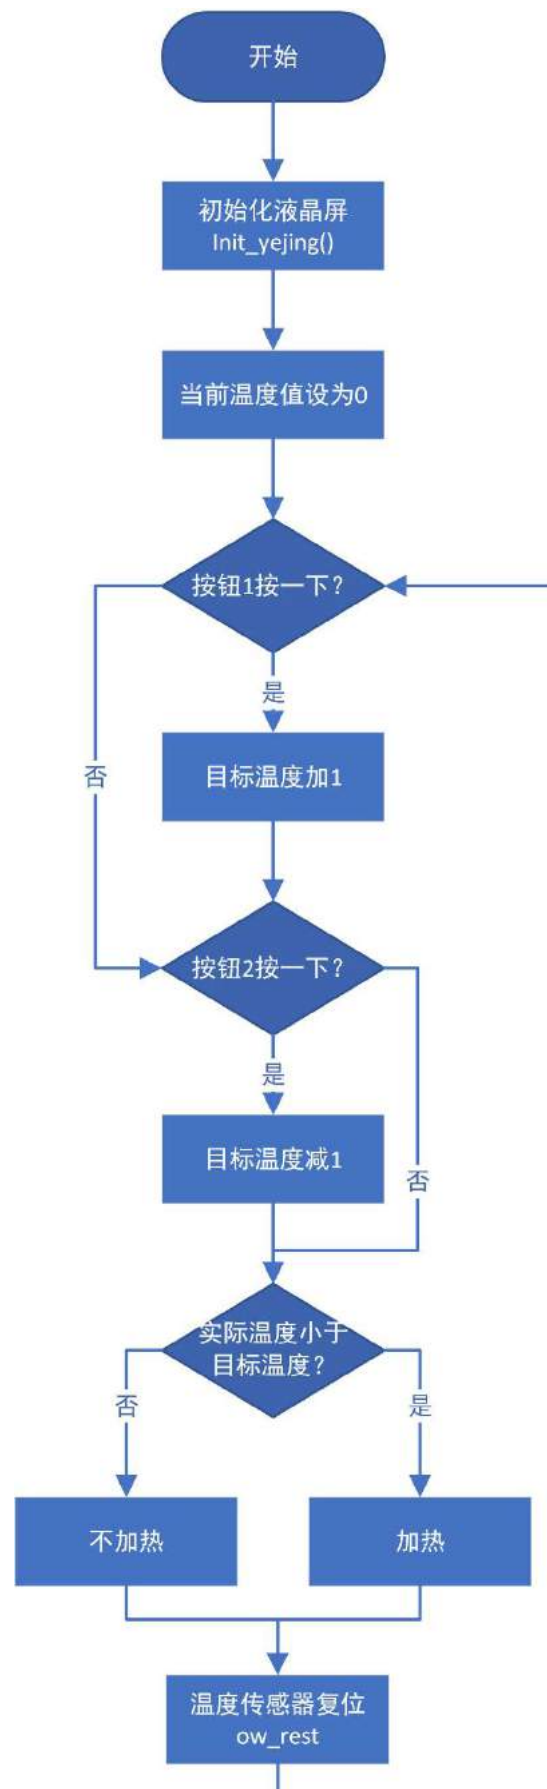 开始
初始化液晶屏
Init_yejing()
当前温度值设为0
按钮1按一下？
是
否
目标温度加1
按钮2按一下？
是
目标温度减1
否
实际温度小于
目标温度？
否
是
不加热
加热
温度传感器复位
ow_rest